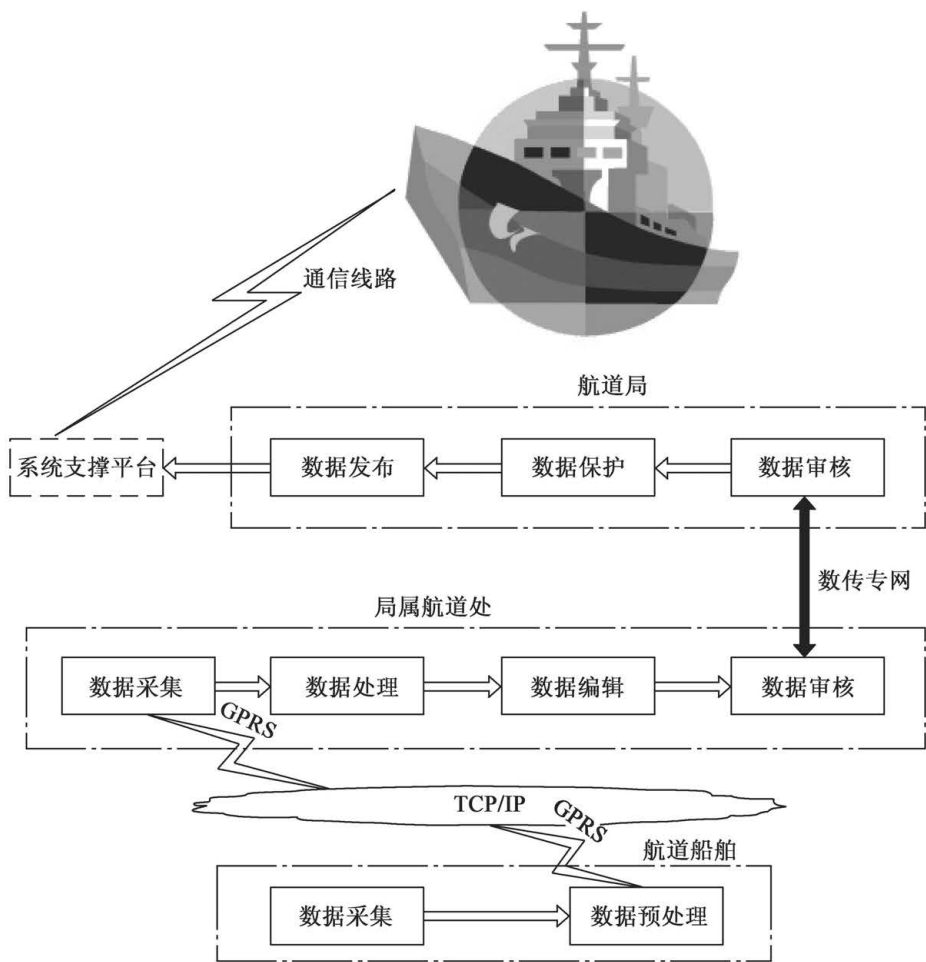 通信线路
航道局
系统支撑平台
数据发布
数据保护
数据审核
数传专网
局属航道处
数据采集
数据处理
数据编辑
数据审核
GPRS
TCP/IP
GPRS
航道船舶
数据采集
数据预处理